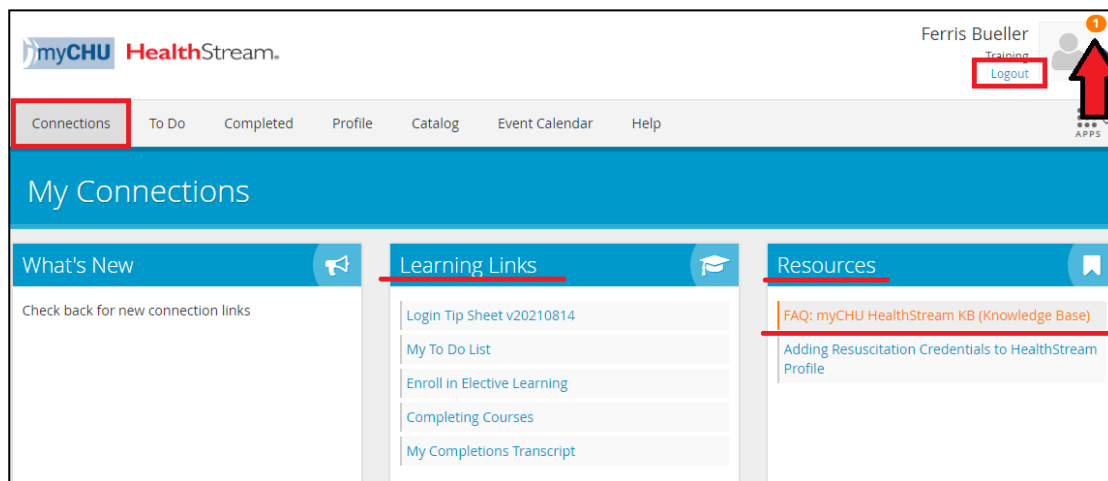 myCHU HealthStream®
Ferris Bueller
1
Training
Logout
Connections To Do Completed Profile Catalog Event Calendar Help
APPS
My Connections
What's New
Check back for new connection links
Learning Links
Login Tip Sheet v20210814
My To Do List
Enroll in Elective Learning
Completing Courses
My Completions Transcript
Resources
FAQ: myCHU HealthStream KB (Knowledge Base)
Adding Resuscitation Credentials to HealthStream
Profile